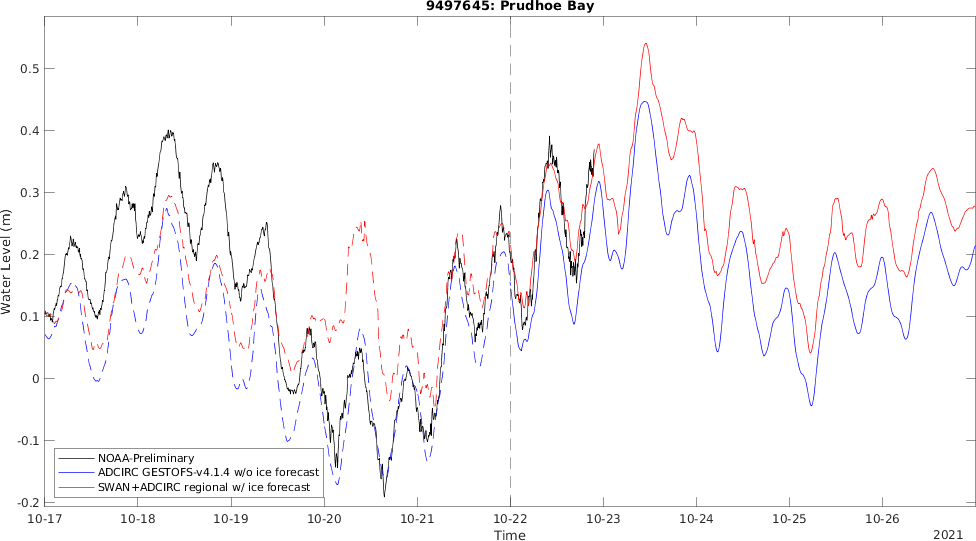 9497645: Prudhoe Bay
Water Level (m)
0.5
0.4
0.3
0.2
0.1
0
-0.1
-0.2
NOAA-Preliminary
ADCIRC GESTOFS-v4.1.4 w/o ice forecast
SWAN+ADCIRC regional w/ ice forecast
10-17 10-18 10-19 10-20 10-21 10-22 10-23 10-24 10-25 10-26
Time
2021